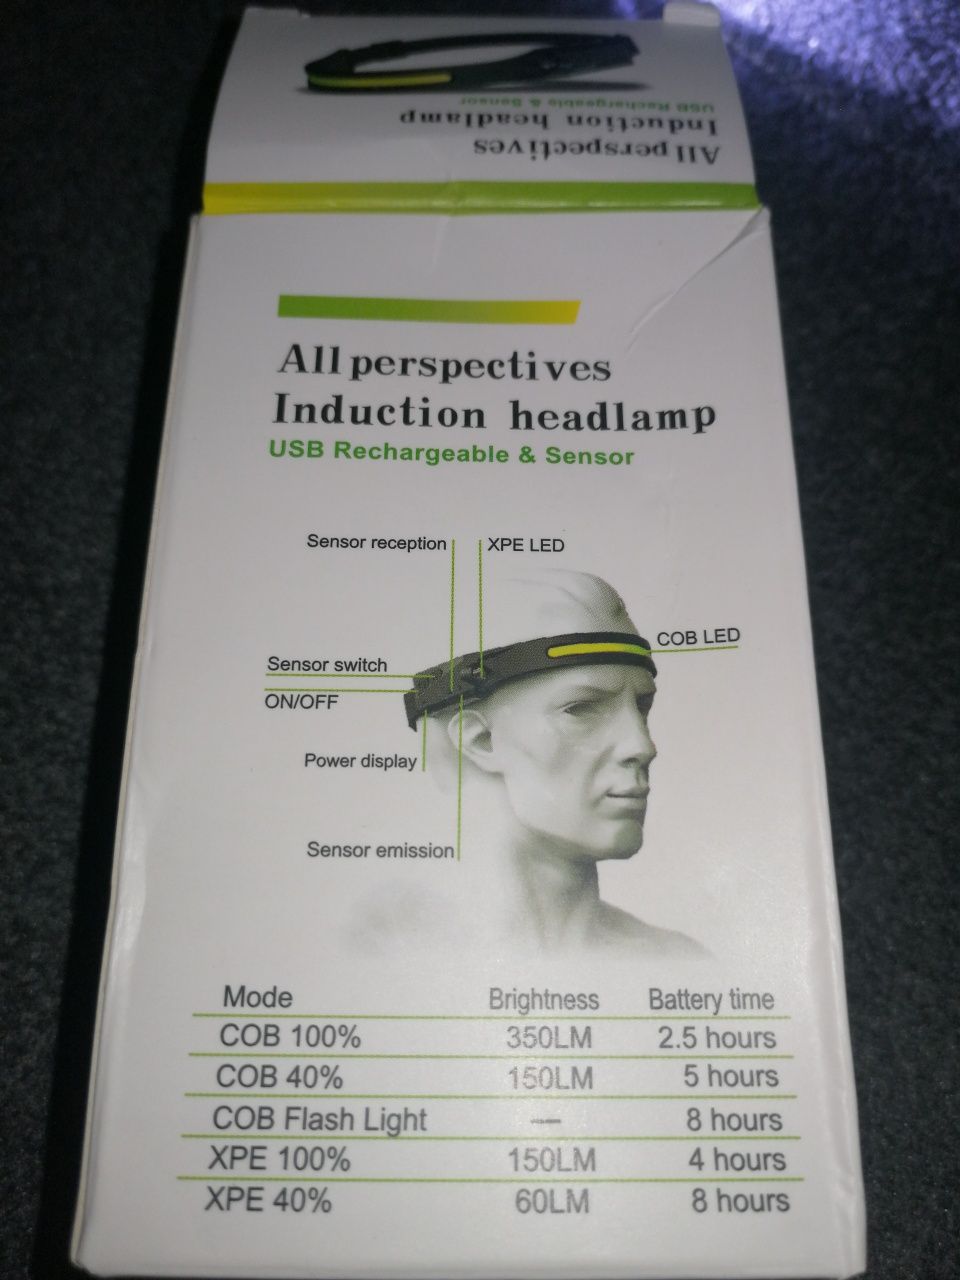 All perspectives
Induction headlamp
USB Rechargeable & Sensor
All perspectives
Induction headlamp
USB Rechargeable & Sensor
Sensor reception
XPE LED
COB LED
Sensor switch
ON/OFF
Power display
Sensor emission
Mode Brightness Battery time
COB 100% 350LM 2.5 hours
COB 40% 150LM 5 hours
COB Flash Light — 8 hours
XPE 100% 150LM 4 hours
XPE 40% 60LM 8 hours